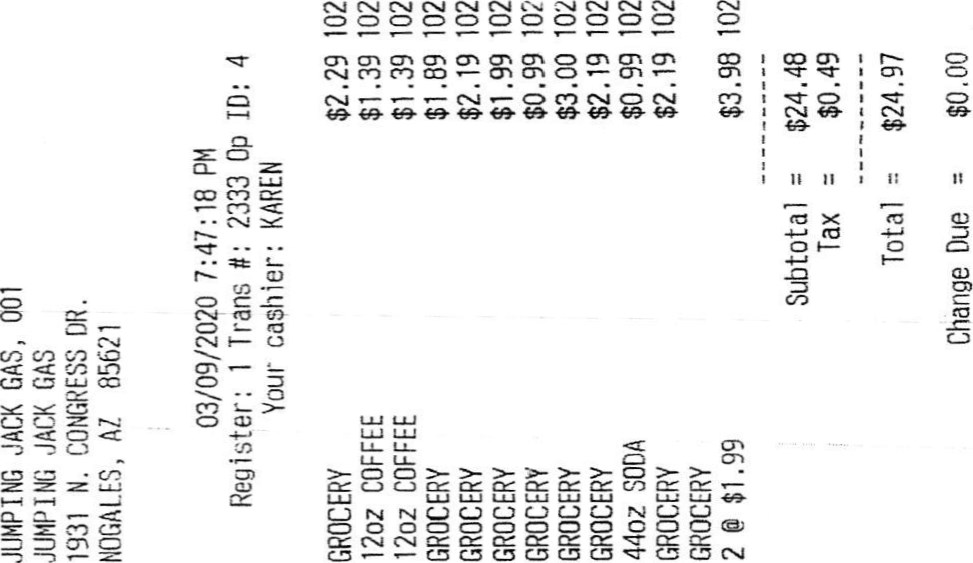 JUMPING JACK GAS, 001
JUMPING JACK GAS
1931 N. CONGRESS DR.
NOGALES, AZ 85621
03/09/2020 7:47:18 PM
Register: 1 Trans #: 2333 Op ID: 4
Your cashier: KAREN
GROCERY $2.29 102
12oz COFFEE $1.39 102
12oz COFFEE $1.39 102
GROCERY $1.89 102
GROCERY $2.19 102
GROCERY $1.99 102
GROCERY $0.99 102
GROCERY $3.00 102
GROCERY $2.19 102
44oz SODA $0.99 102
GROCERY $2.19 102
GROCERY
2 @ $1.99 $3.98 102
Subtotal = $24.48
Tax = $0.49
Total = $24.97
Change Due = $0.00